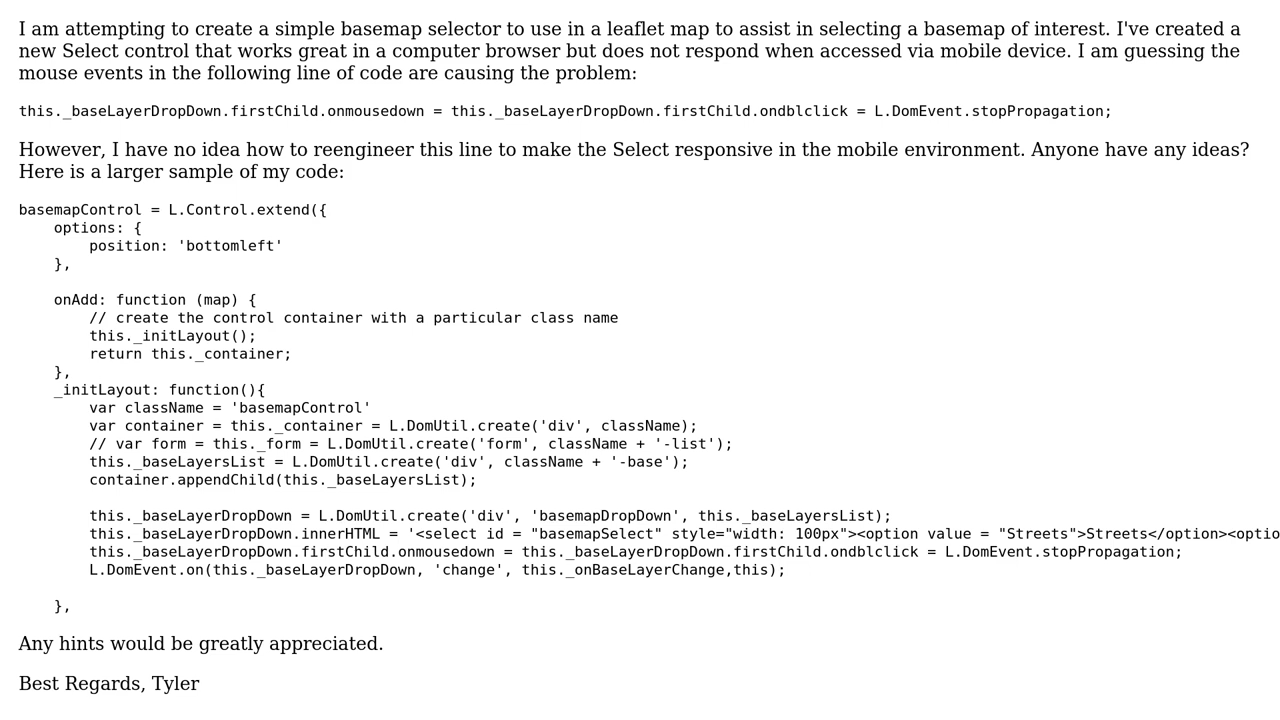 I am attempting to create a simple basemap selector to use in a leaflet map to assist in selecting a basemap of interest. I've created a
new Select control that works great in a computer browser but does not respond when accessed via mobile device. I am guessing the
mouse events in the following line of code are causing the problem:
this._baseLayerDropDown.firstChild.onmousedown = this._baseLayerDropDown.firstChild.ondblclick = L.DomEvent.stopPropagation;
However, I have no idea how to reengineer this line to make the Select responsive in the mobile environment. Anyone have any ideas?
Here is a larger sample of my code:
basemapControl = L.Control.extend({
    options: {
        position: 'bottomleft'
    },
    onAdd: function (map) {
        // create the control container with a particular class name
        this._initLayout();
        return this._container;
    },
    _initLayout: function(){
        var className = 'basemapControl'
        var container = this._container = L.DomUtil.create('div', className);
        // var form = this._form = L.DomUtil.create('form', className + '-list');
        this._baseLayersList = L.DomUtil.create('div', className + '-base');
        container.appendChild(this._baseLayersList);
        this._baseLayerDropDown = L.DomUtil.create('div', 'basemapDropDown', this._baseLayersList);
        this._baseLayerDropDown.innerHTML = '<select id = "basemapSelect" style="width: 100px"><option value = "Streets">Streets</option><optio
        this._baseLayerDropDown.firstChild.onmousedown = this._baseLayerDropDown.firstChild.ondblclick = L.DomEvent.stopPropagation;
        L.DomEvent.on(this._baseLayerDropDown, 'change', this._onBaseLayerChange,this);
    },
Any hints would be greatly appreciated.
Best Regards, Tyler